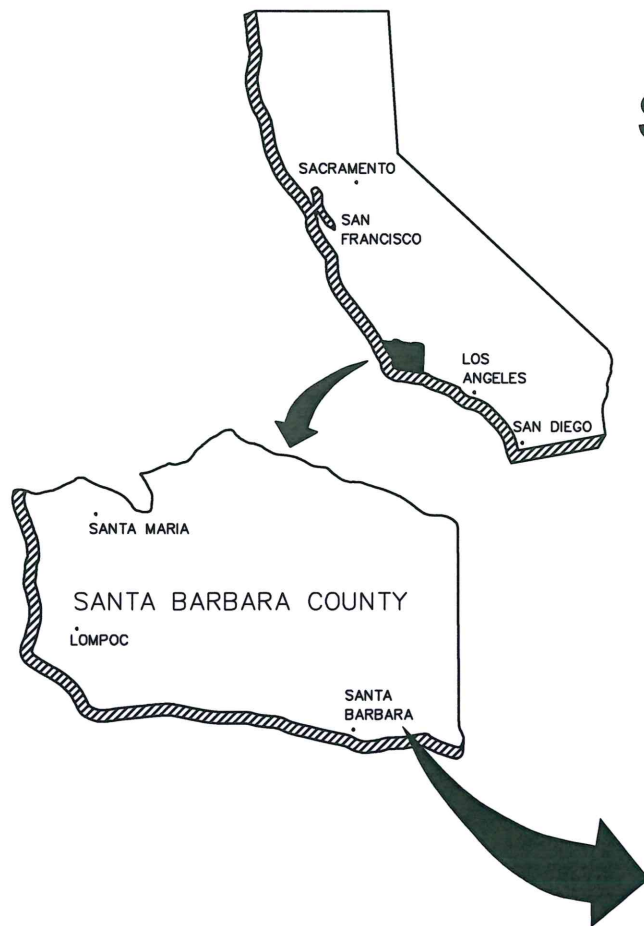 SACRAMENTO
SAN
FRANCISCO
LOS
ANGELES
SAN DIEGO
SANTA MARIA
SANTA BARBARA COUNTY
LOMPOC
SANTA
BARBARA